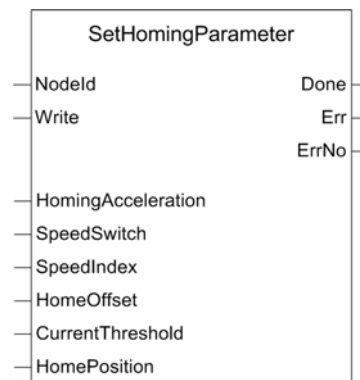 SetHomingParameter
NodeId Done
Write Err
ErrNo
HomingAcceleration
SpeedSwitch
SpeedIndex
HomeOffset
CurrentThreshold
HomePosition